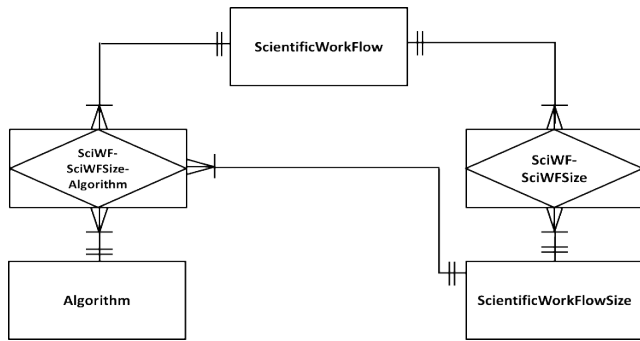 ScientificWorkFlow
SciWF-
SciWFSize-
Algorithm
SciWF-
SciWFSize
Algorithm
ScientificWorkFlowSize